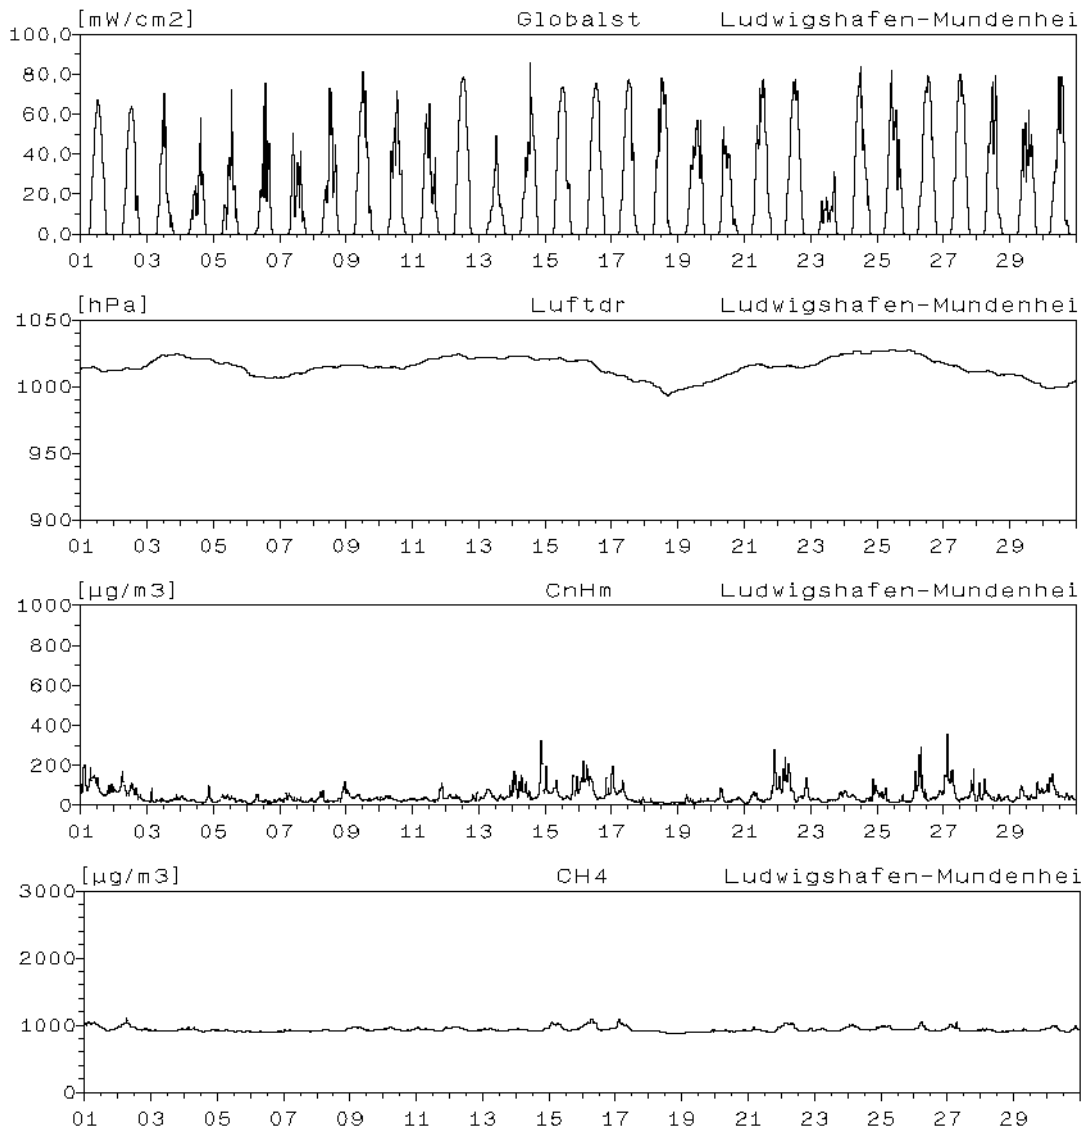 [mW/cm2] Globalst Ludwigshafen-Mundenhei
100,0
80,0
60,0
40,0
20,0
0,0
01 03 05 07 09 11 13 15 17 19 21 23 25 27 29
[hPa] Luftdr Ludwigshafen-Mundenhei
1050
1000
950
900
01 03 05 07 09 11 13 15 17 19 21 23 25 27 29
[µg/m3] CnHm Ludwigshafen-Mundenhei
1000
800
600
400
200
0
01 03 05 07 09 11 13 15 17 19 21 23 25 27 29
[µg/m3] CH4 Ludwigshafen-Mundenhei
3000
2000
1000
0
01 03 05 07 09 11 13 15 17 19 21 23 25 27 29